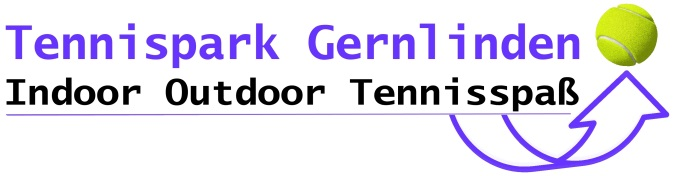 Tennispark Gernlinden
Indoor Outdoor Tennisspaß